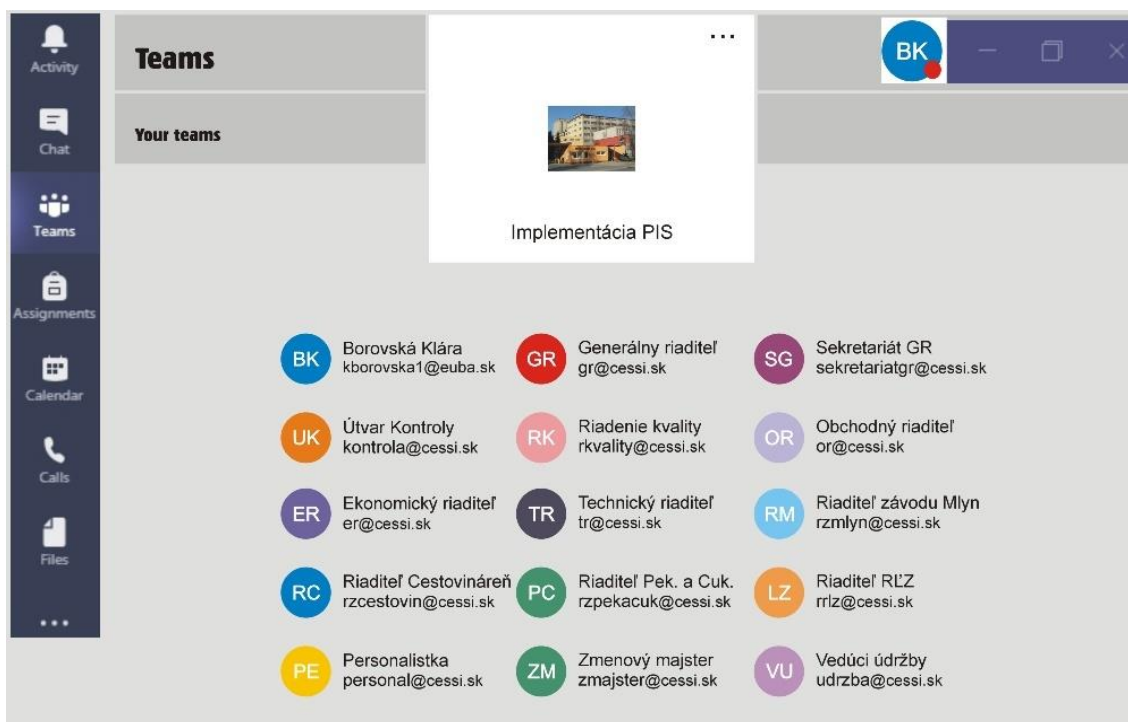 Activity
Chat
Teams
Assignments
Calendar
Calls
Files
...
Teams
Your teams
...
Implementácia PIS
BK
BK
Borovská Klára
kborovska1@euba.sk
GR
Generálny riaditeľ
gr@cessi.sk
SG
Sekretariát GR
sekretariatgr@cessi.sk
UK
Útvar Kontroly
kontrola@cessi.sk
RK
Riadenie kvality
rkvality@cessi.sk
OR
Obchodný riaditeľ
or@cessi.sk
ER
Ekonomický riaditeľ
er@cessi.sk
TR
Technický riaditeľ
tr@cessi.sk
RM
Riaditeľ závodu Mlyn
rzmlyn@cessi.sk
RC
Riaditeľ Cestovináreň
rzcestovin@cessi.sk
PC
Riaditeľ Pek. a Cuk.
rzpekacuk@cessi.sk
LZ
Riaditeľ RĽZ
rrlz@cessi.sk
PE
Personalistka
personal@cessi.sk
ZM
Zmenový majster
zmajster@cessi.sk
VU
Vedúci údržby
udrzba@cessi.sk